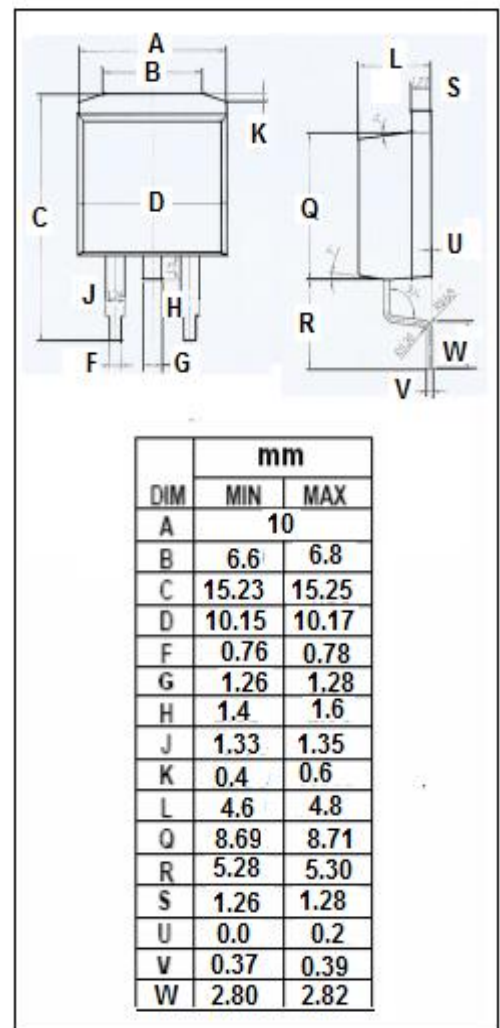 A
B
K
C
D
J
H
F
G
L
S
Q
U
R
W
V
mm
DIM MIN MAX
A 10
B 6.6 6.8
C 15.23 15.25
D 10.15 10.17
F 0.76 0.78
G 1.26 1.28
H 1.4 1.6
J 1.33 1.35
K 0.4 0.6
L 4.6 4.8
Q 8.69 8.71
R 5.28 5.30
S 1.26 1.28
U 0.0 0.2
V 0.37 0.39
W 2.80 2.82